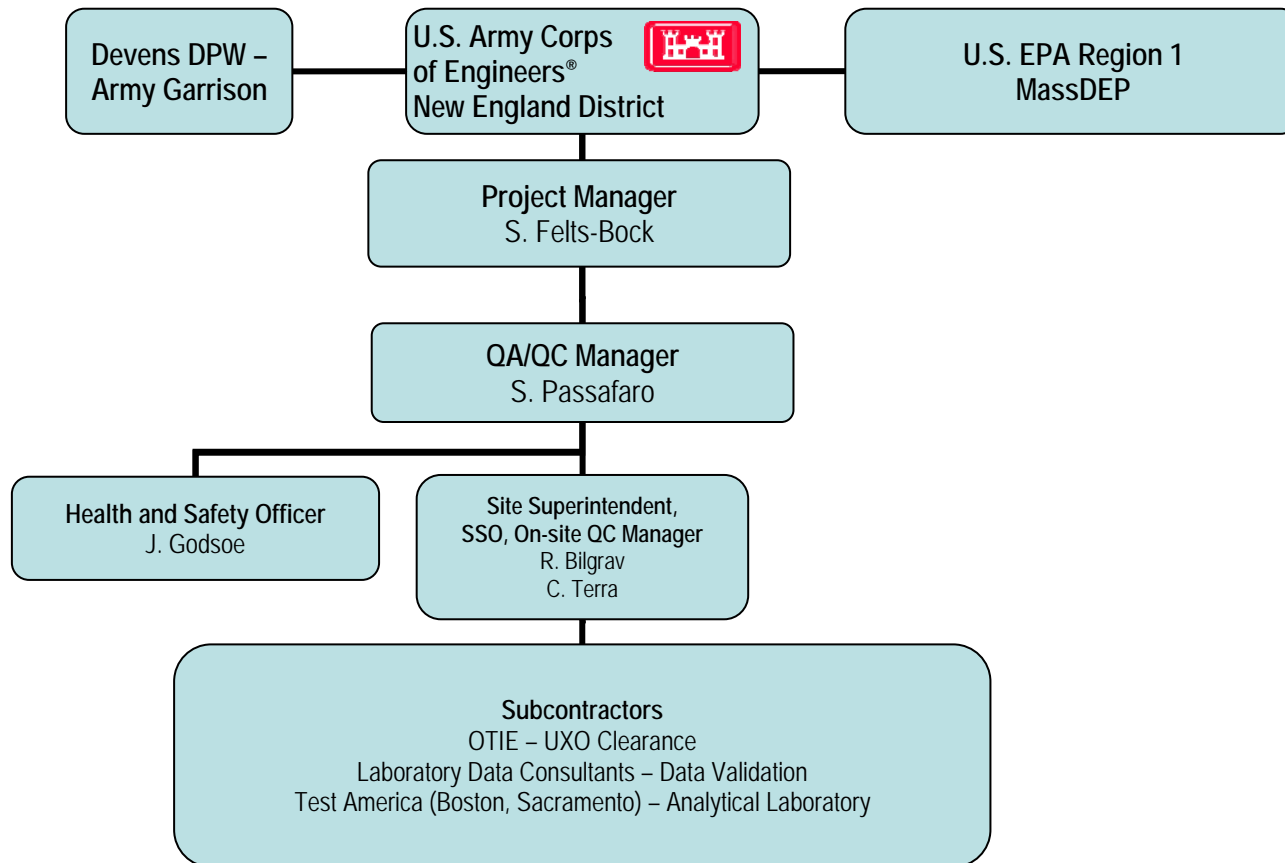 Devens DPW –
Army Garrison
U.S. Army Corps
of Engineers®
New England District
U.S. EPA Region 1
MassDEP
Project Manager
S. Felts-Bock
QA/QC Manager
S. Passafaro
Health and Safety Officer
J. Godsoe
Site Superintendent,
SSO, On-site QC Manager
R. Bilgrav
C. Terra
Subcontractors
OTIE – UXO Clearance
Laboratory Data Consultants – Data Validation
Test America (Boston, Sacramento) – Analytical Laboratory